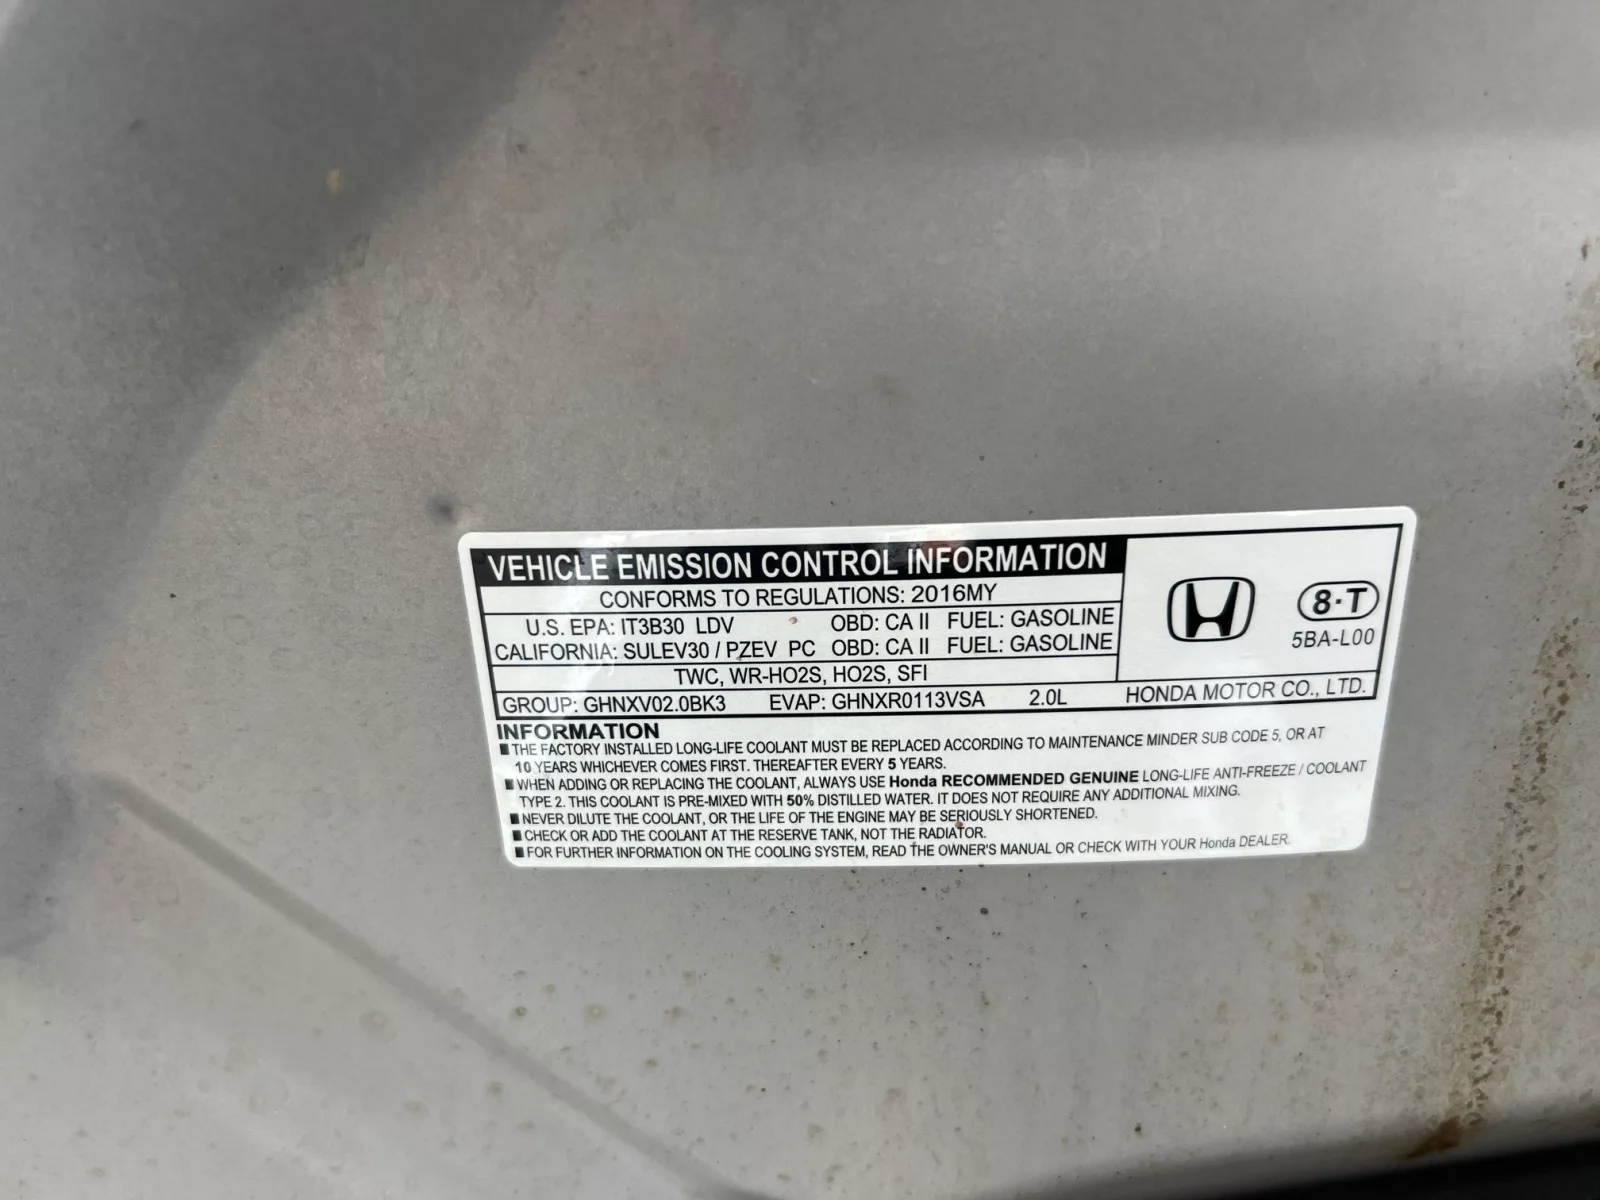 VEHICLE EMISSION CONTROL INFORMATION
CONFORMS TO REGULATIONS: 2016MY
U.S. EPA: IT3B30 LDV OBD: CA II FUEL: GASOLINE
CALIFORNIA: SULEV30 / PZEV PC OBD: CA II FUEL: GASOLINE
TWC, WR-HO2S, HO2S, SFI
GROUP: GHNXV02.0BK3 EVAP: GHNXR0113VSA 2.0L
8·T
5BA-L00
HONDA MOTOR CO., LTD.
INFORMATION
■ THE FACTORY INSTALLED LONG-LIFE COOLANT MUST BE REPLACED ACCORDING TO MAINTENANCE MINDER SUB CODE 5, OR AT
10 YEARS WHICHEVER COMES FIRST. THEREAFTER EVERY 5 YEARS.
■ WHEN ADDING OR REPLACING THE COOLANT, ALWAYS USE Honda RECOMMENDED GENUINE LONG-LIFE ANTI-FREEZE / COOLANT
TYPE 2. THIS COOLANT IS PRE-MIXED WITH 50% DISTILLED WATER. IT DOES NOT REQUIRE ANY ADDITIONAL MIXING.
■ NEVER DILUTE THE COOLANT, OR THE LIFE OF THE ENGINE MAY BE SERIOUSLY SHORTENED.
■ CHECK OR ADD THE COOLANT AT THE RESERVE TANK, NOT THE RADIATOR.
■ FOR FURTHER INFORMATION ON THE COOLING SYSTEM, READ THE OWNER'S MANUAL OR CHECK WITH YOUR Honda DEALER.